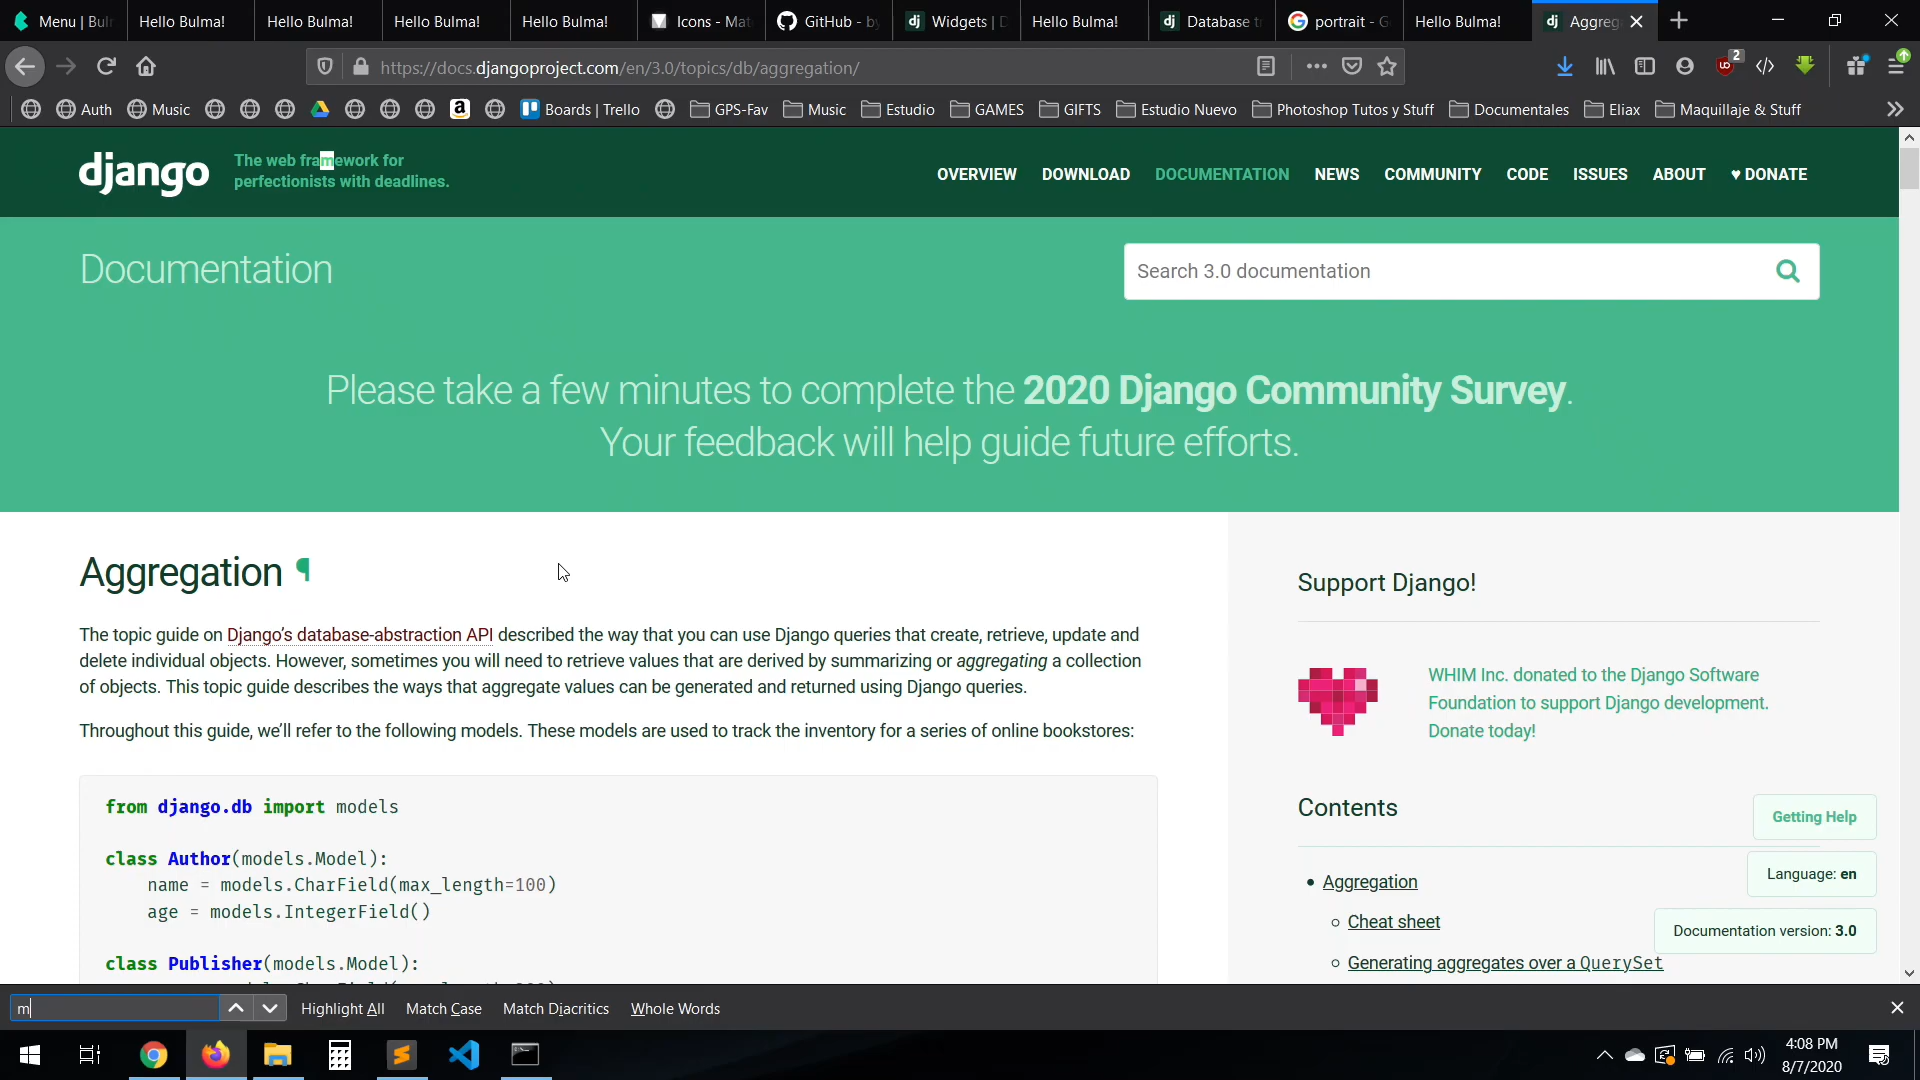 Menu | Bul
Hello Bulma!
Hello Bulma!
Hello Bulma!
Hello Bulma!
Icons - Mat
GitHub - by
dj Widgets | D
Hello Bulma!
dj Database tr
portrait - G
Hello Bulma!
dj Aggreg
https://docs.djangoproject.com/en/3.0/topics/db/aggregation/
2
Auth
Music
Boards | Trello
GPS-Fav
Music
Estudio
GAMES
GIFTS
Estudio Nuevo
Photoshop Tutos y Stuff
Documentales
Eliax
Maquillaje & Stuff
django
The web framework for
perfectionists with deadlines.
OVERVIEW DOWNLOAD DOCUMENTATION NEWS COMMUNITY CODE ISSUES ABOUT ♥ DONATE
Documentation
Search 3.0 documentation
Please take a few minutes to complete the 2020 Django Community Survey.
Your feedback will help guide future efforts.
Aggregation ¶
The topic guide on Django’s database-abstraction API described the way that you can use Django queries that create, retrieve, update and
delete individual objects. However, sometimes you will need to retrieve values that are derived by summarizing or aggregating a collection
of objects. This topic guide describes the ways that aggregate values can be generated and returned using Django queries.
Throughout this guide, we’ll refer to the following models. These models are used to track the inventory for a series of online bookstores:
from django.db import models
class Author(models.Model):
name = models.CharField(max_length=100)
age = models.IntegerField()
class Publisher(models.Model):
Support Django!
WHIM Inc. donated to the Django Software
Foundation to support Django development.
Donate today!
Contents
Aggregation
Cheat sheet
Generating aggregates over a QuerySet
Getting Help
Language: en
Documentation version: 3.0
m
Highlight All
Match Case
Match Diacritics
Whole Words
4:08 PM
8/7/2020